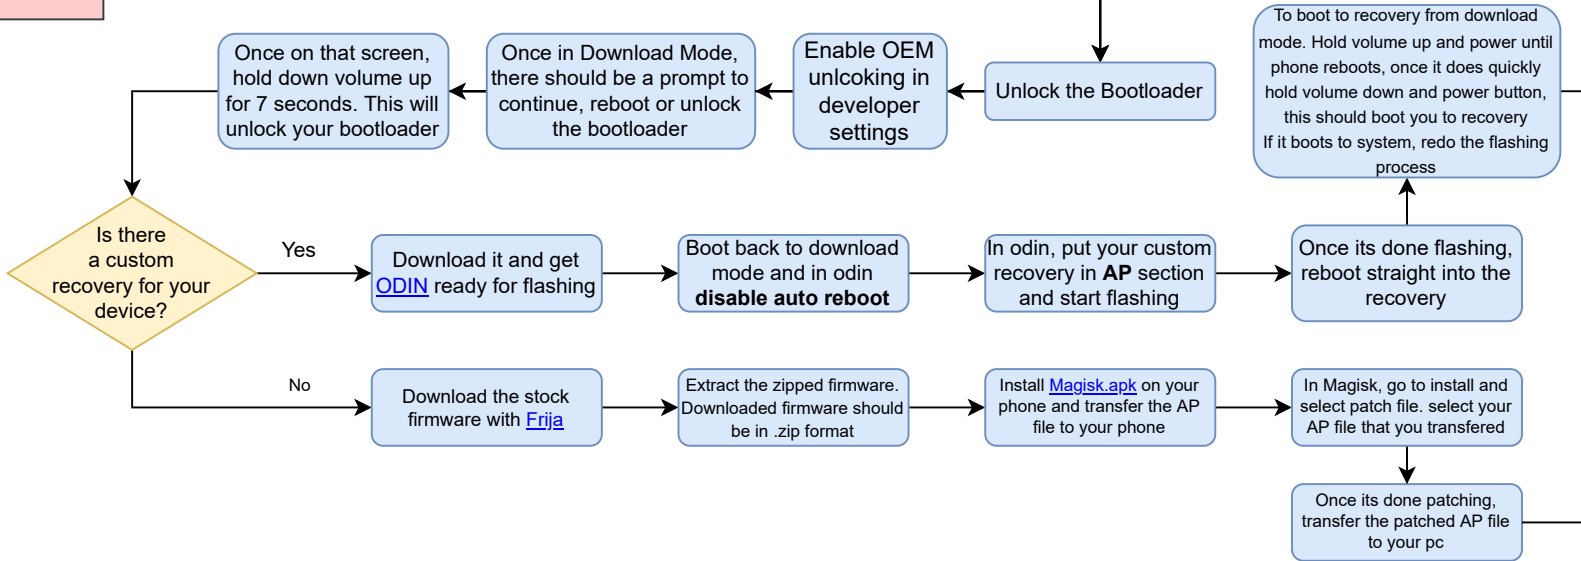 To boot to recovery from download
mode. Hold volume up and power until
phone reboots, once it does quickly
hold volume down and power button,
this should boot you to recovery
If it boots to system, redo the flashing
process
Unlock the Bootloader
Enable OEM
unlcoking in
developer
settings
Once in Download Mode,
there should be a prompt to
continue, reboot or unlock
the bootloader
Once on that screen,
hold down volume up
for 7 seconds. This will
unlock your bootloader
Is there
a custom
recovery for your
device?
Yes
Download it and get
ODIN ready for flashing
Boot back to download
mode and in odin
disable auto reboot
In odin, put your custom
recovery in AP section
and start flashing
Once its done flashing,
reboot straight into the
recovery
No
Download the stock
firmware with Frija
Extract the zipped firmware.
Downloaded firmware should
be in .zip format
Install Magisk.apk on your
phone and transfer the AP
file to your phone
In Magisk, go to install and
select patch file. select your
AP file that you transfered
Once its done patching,
transfer the patched AP file
to your pc